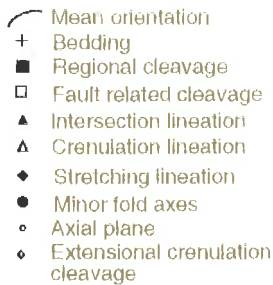 Mean orientation
Bedding
Regional cleavage
Fault related cleavage
Intersection lineation
Crenulation lineation
Stretching lineation
Minor fold axes
Axial plane
Extensional crenulation
cleavage